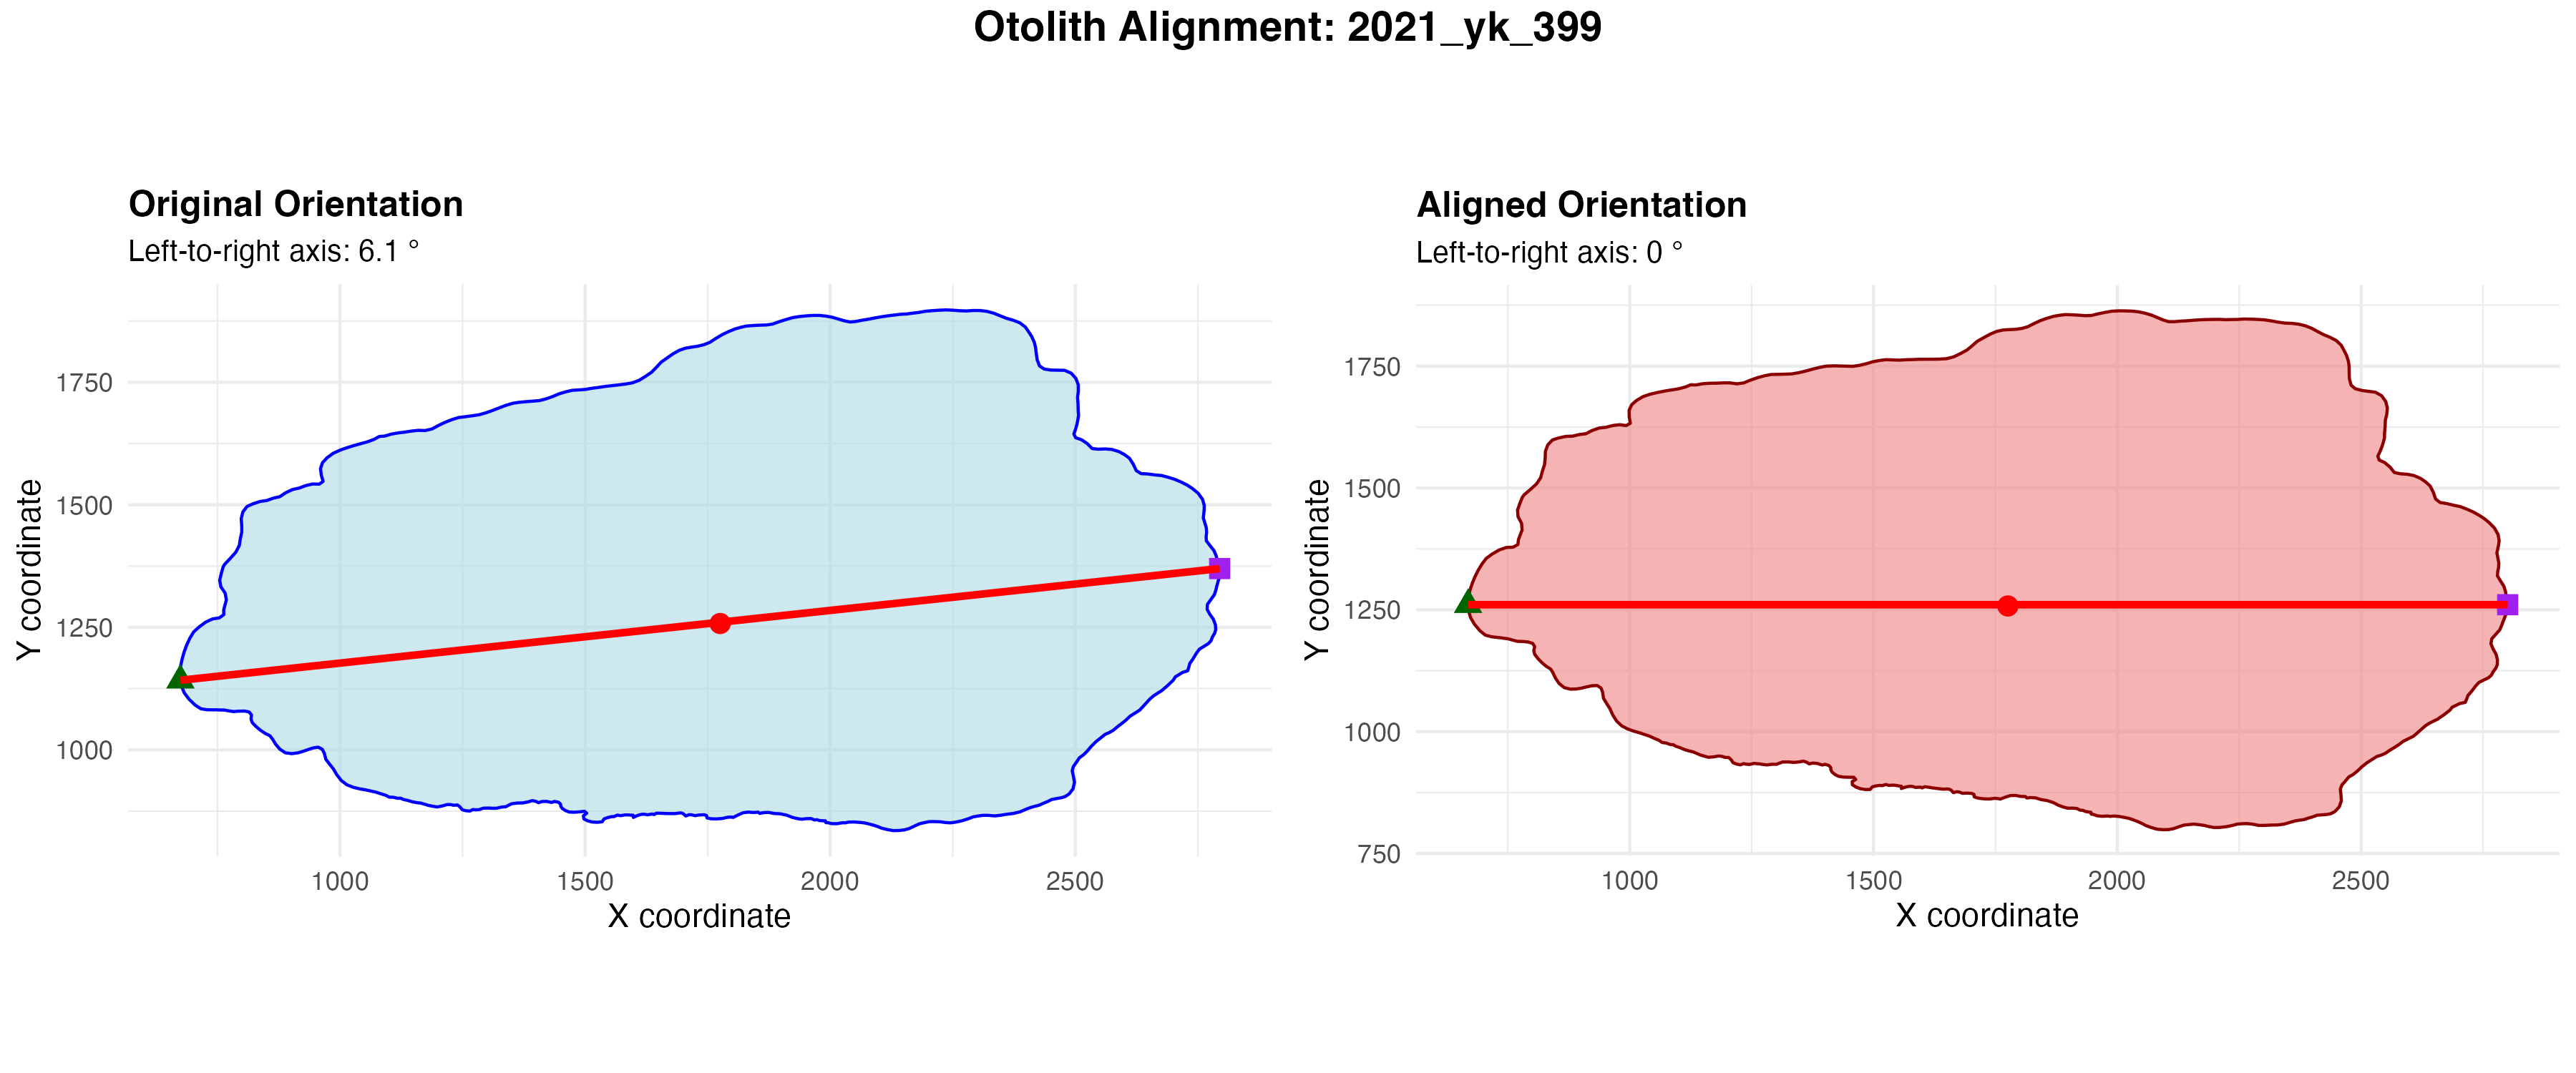 Otolith Alignment: 2021_yk_399
Original Orientation
Left-to-right axis: 6.1 °
Y coordinate
1750
1500
1250
1000
1000 1500 2000 2500
X coordinate
Aligned Orientation
Left-to-right axis: 0 °
Y coordinate
1750
1500
1250
1000
750
1000 1500 2000 2500
X coordinate